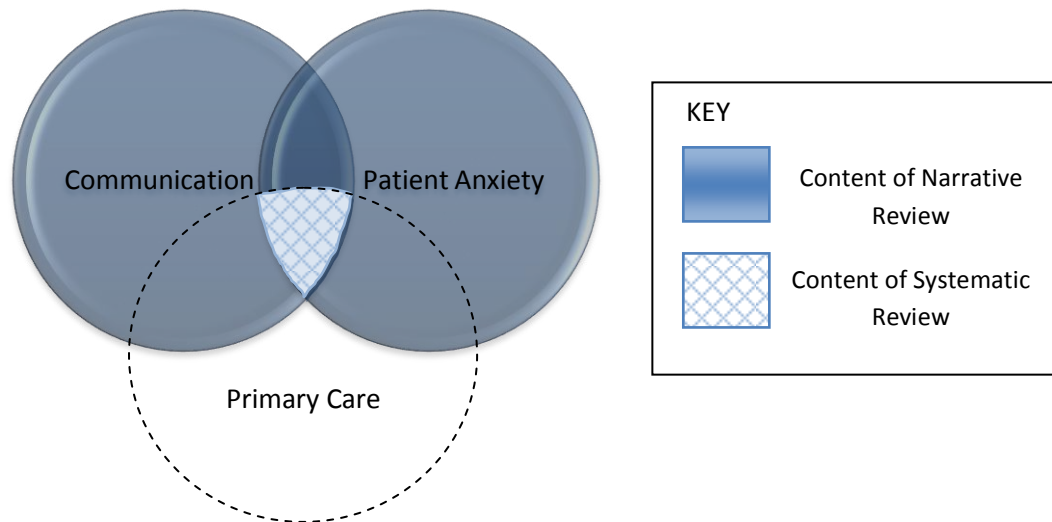 Communication
Patient Anxiety
Primary Care
KEY
Content of Narrative
Review
Content of Systematic
Review